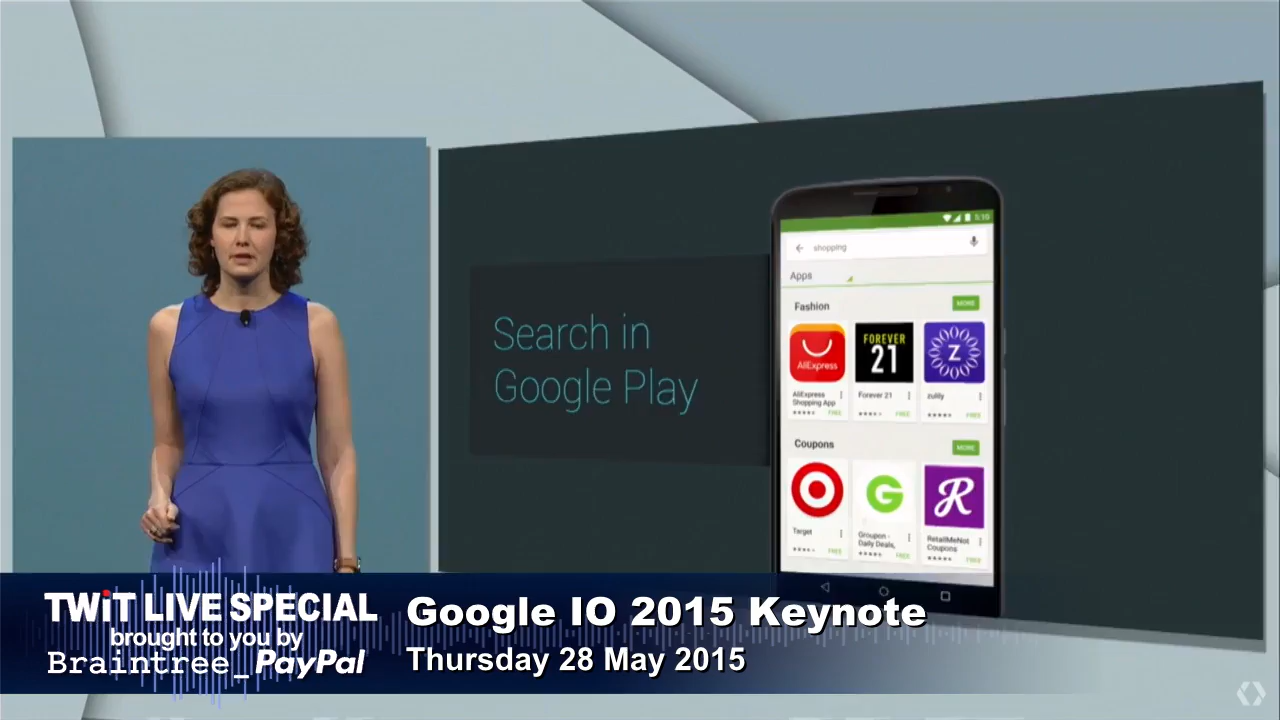 Search in
Google Play
5:10
shopping
Apps
Fashion
MORE
AliExpress
FOREVER
21
Z
AliExpress
Shopping App
FREE
Forever 21
FREE
zulily
FREE
Coupons
MORE
G
R
Target
FREE
Groupon -
Daily Deals,
FREE
RetailMeNot
Coupons
FREE
TWiT LIVE SPECIAL
brought to you by
Braintree_PayPal
Google IO 2015 Keynote
Thursday 28 May 2015